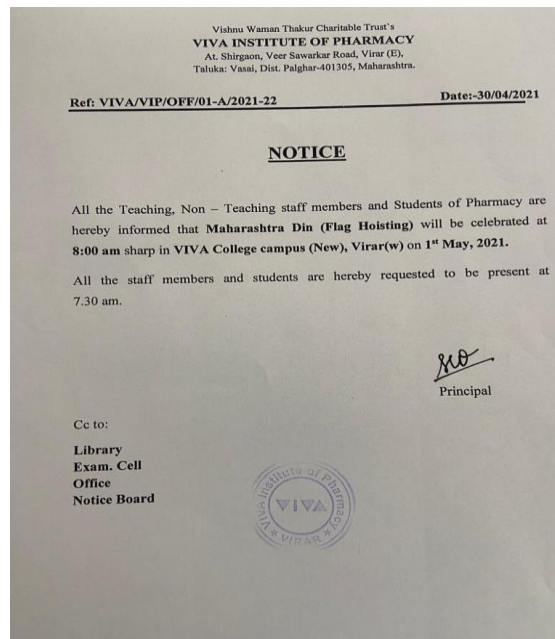 Vishnu Waman Thakur Charitable Trust's
VIVA INSTITUTE OF PHARMACY
At. Shirgaon, Veer Sawarkar Road, Virar (E),
Taluka: Vasai, Dist. Palghar-401305, Maharashtra.
Ref: VIVA/VIP/OFF/01-A/2021-22 Date:-30/04/2021
NOTICE
All the Teaching, Non – Teaching staff members and Students of Pharmacy are
hereby informed that Maharashtra Din (Flag Hoisting) will be celebrated at
8:00 am sharp in VIVA College campus (New), Virar(w) on 1st May, 2021.
All the staff members and students are hereby requested to be present at
7.30 am.
Principal
Cc to:
Library
Exam. Cell
Office
Notice Board
VIVA Institute of Pharmacy
VIVA
★ VIRAR ★